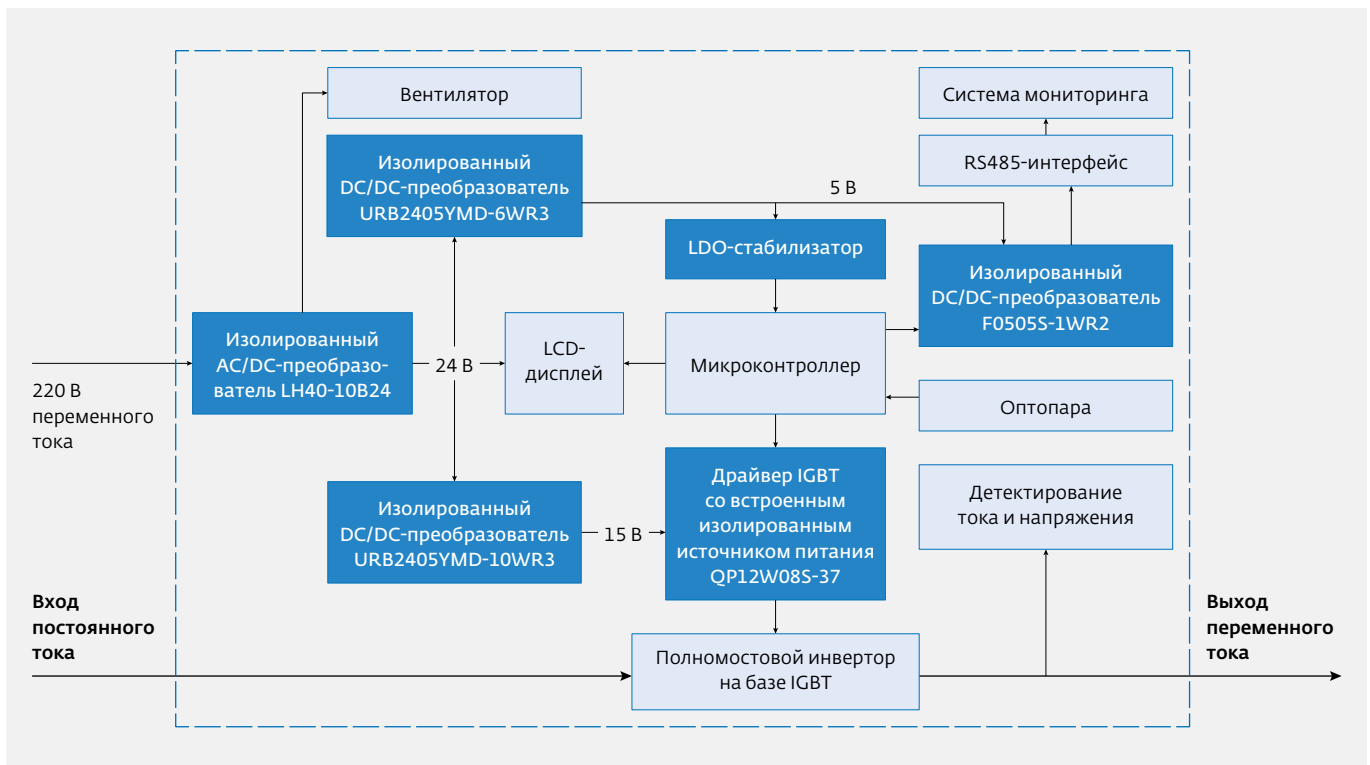 Вентилятор
Система мониторинга
Изолированный
DC/DC-преобразователь
URB2405YMD-6WR3
RS485-интерфейс
5 В
LDO-стабилизатор
Изолированный
DC/DC-преобразователь
F0505S-1WR2
Изолированный
AC/DC-преобразо-
ватель LH40-10B24
24 В
LCD-
дисплей
Микроконтроллер
220 В
переменного
тока
Оптопара
Изолированный
DC/DC-преобразователь
URB2405YMD-10WR3
15 В
Драйвер IGBT
со встроенным
изолированным
источником питания
QP12W08S-37
Детектирование
тока и напряжения
Вход
постоянного
тока
Полномостовой инвертор
на базе IGBT
Выход
переменного
тока